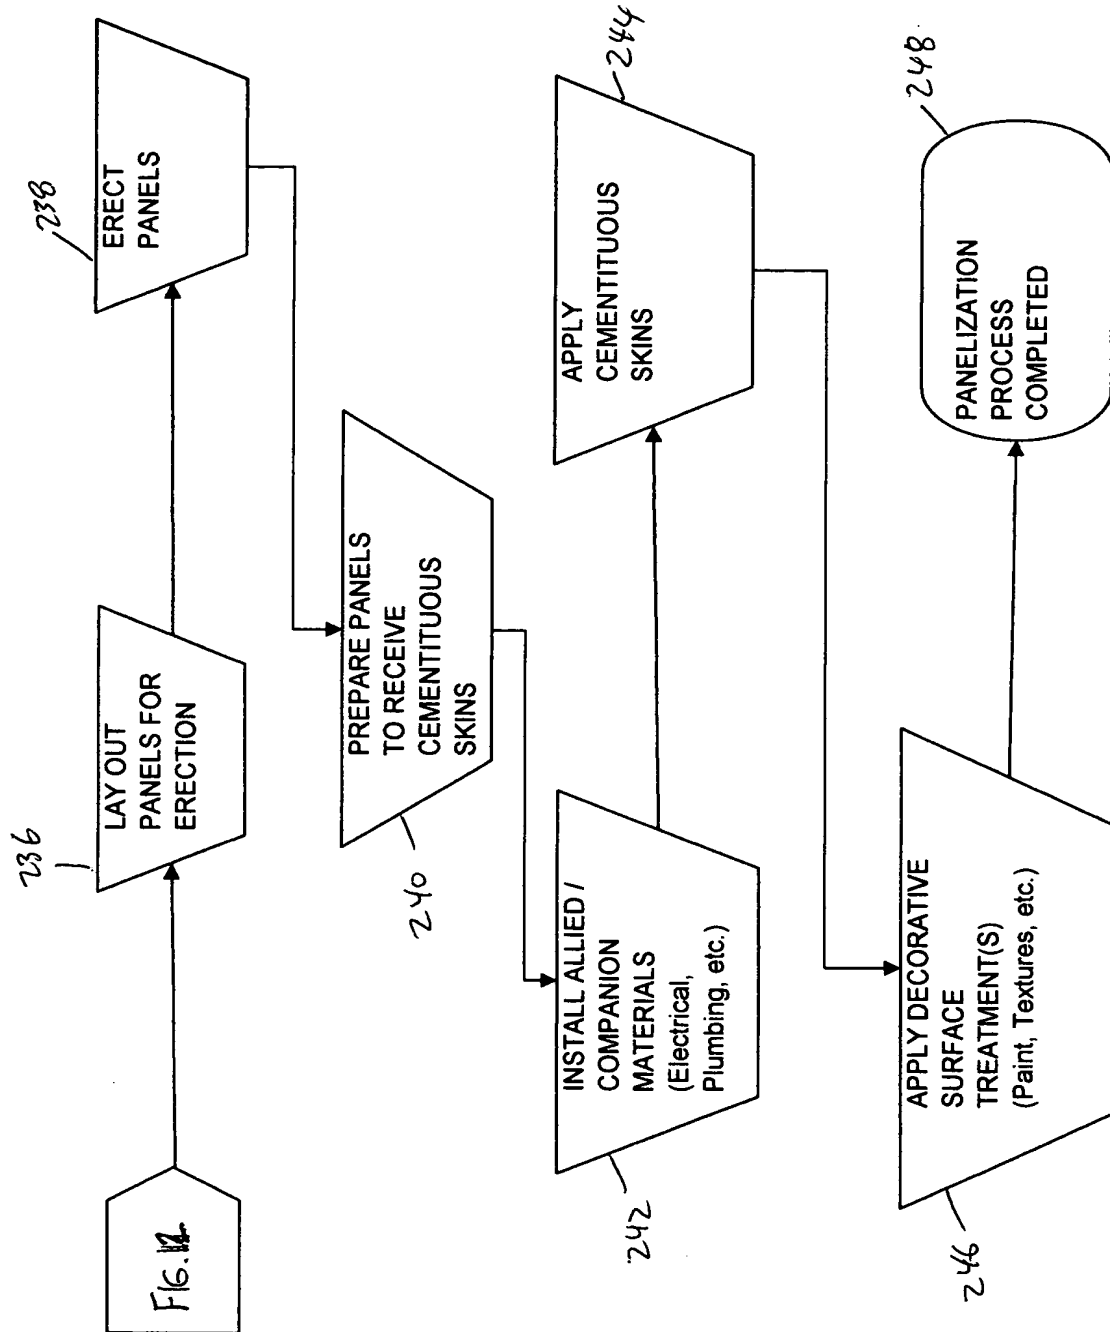 FIG.
236
LAY OUT
PANELS FOR
ERECTION
238
ERECT
PANELS
240
PREPARE PANELS
TO RECEIVE
CEMENTITUOUS
SKINS
242
INSTALL ALLIED /
COMPANION
MATERIALS
(Electrical,
Plumbing, etc.)
244
APPLY
CEMENTITUOUS
SKINS
246
APPLY DECORATIVE
SURFACE
TREATMENT(S)
(Paint, Textures, etc.)
248
PANELIZATION
PROCESS
COMPLETED